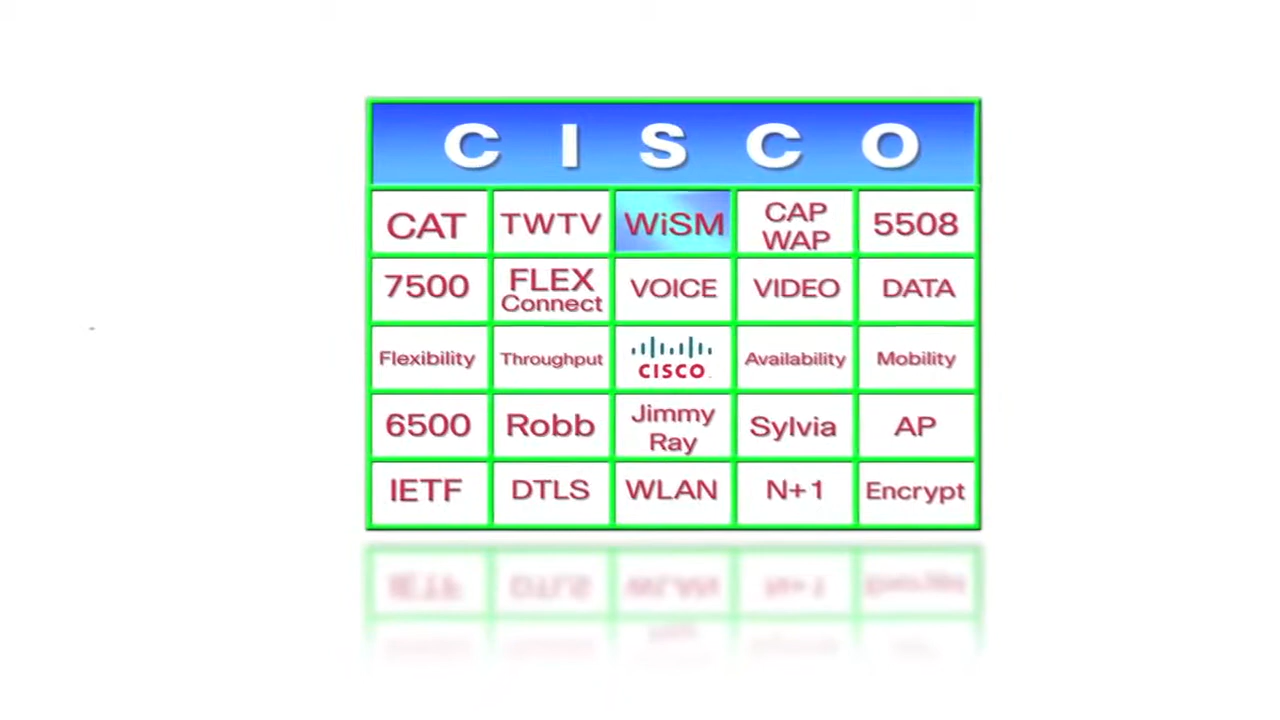 C I S C O
CAT TWTV WiSM CAP WAP 5508
7500 FLEX Connect VOICE VIDEO DATA
Flexibility Throughput CISCO Availability Mobility
6500 Robb Jimmy Ray Sylvia AP
IETF DTLS WLAN N+1 Encrypt